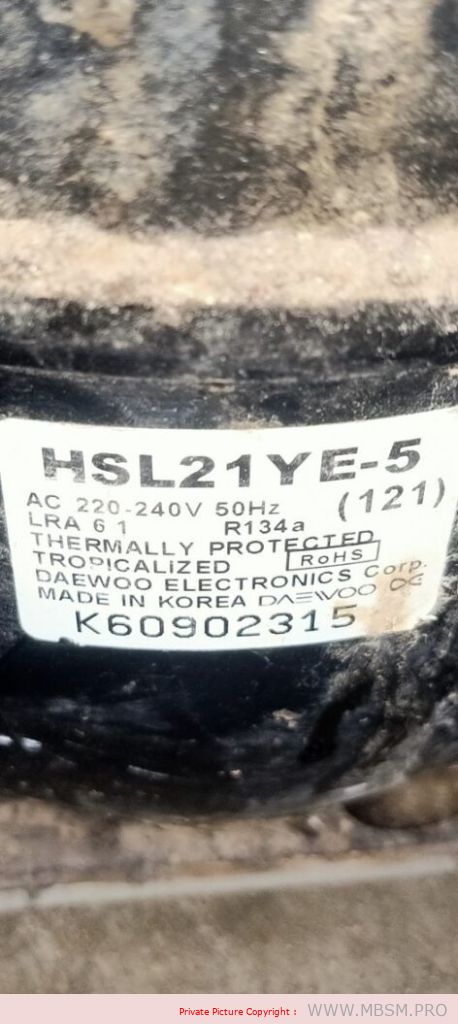 HSL21YE-5
AC 220-240V 50Hz (121)
LRA 6 1 R134a
THERMALLY PROTECTED
TROPICALIZED RoHS
DAEWOO ELECTRONICS Corp.
MADE IN KOREA DAEWOO CE
K60902315
Private Picture Copyright : WWW.MBSM.PRO